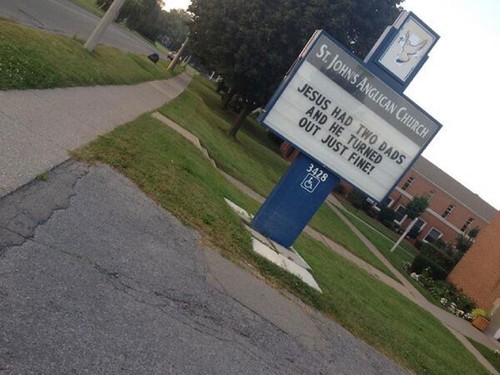 St. John's Anglican Church
JESUS HAD TWO DADS
AND HE TURNED
OUT JUST FINE!
3428